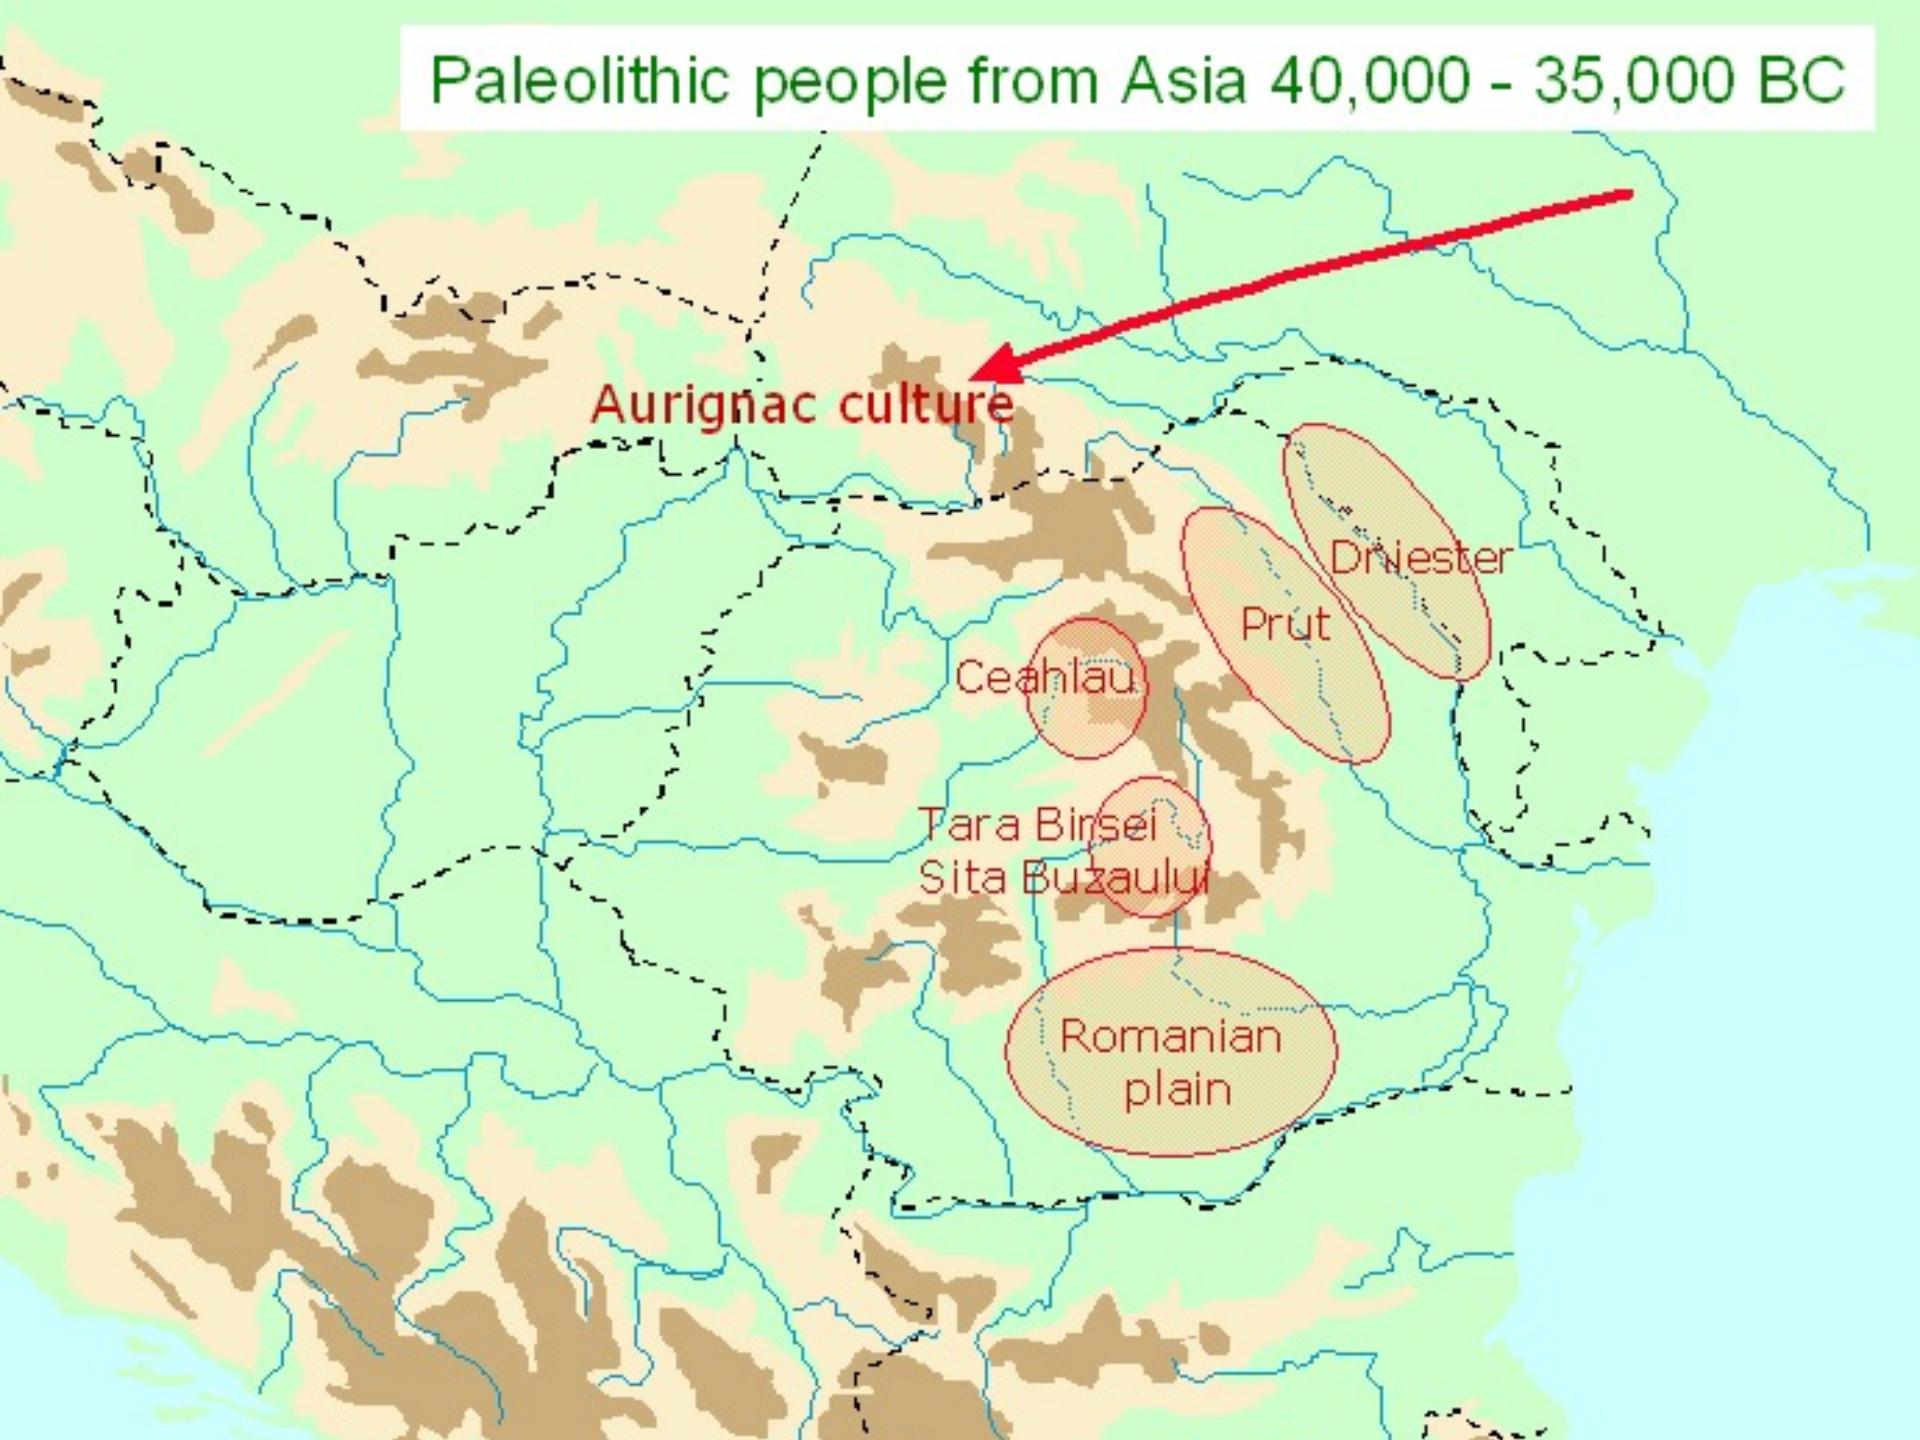 Paleolithic people from Asia 40,000 - 35,000 BC
Aurignac culture
Dniester
Prut
Ceahlau
Tara Birsei
Sita Buzaului
Romanian
plain